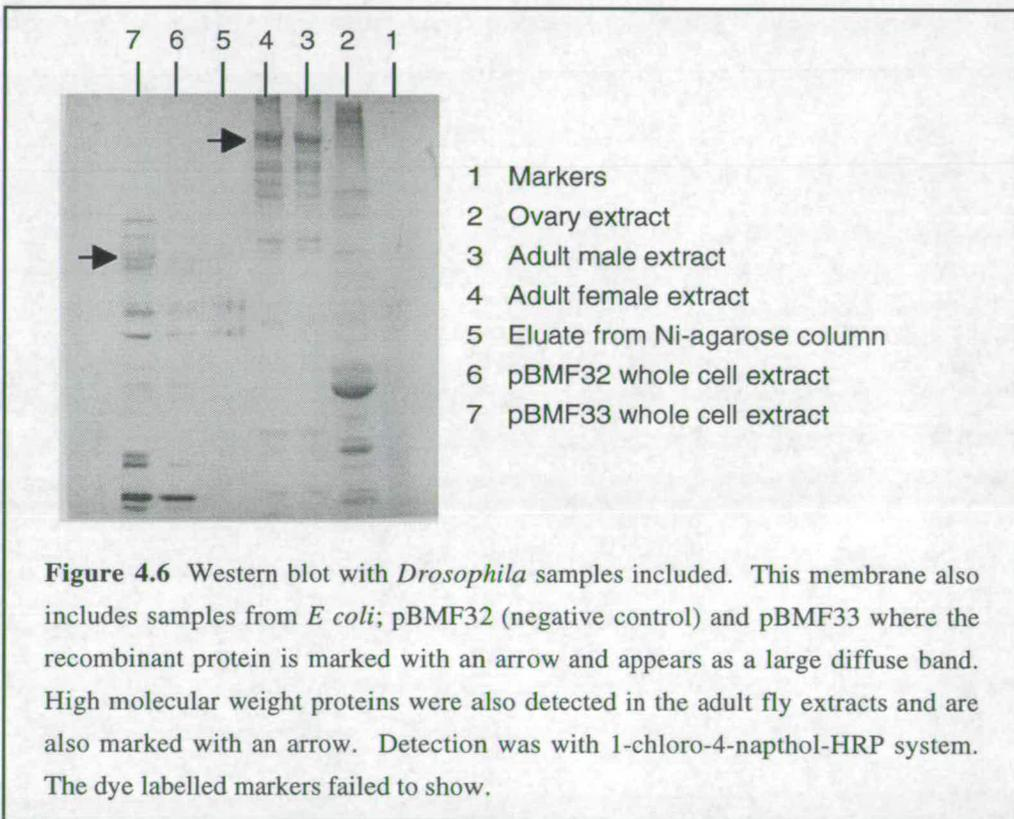 7 6 5 4 3 2 1
1 Markers
2 Ovary extract
3 Adult male extract
4 Adult female extract
5 Eluate from Ni-agarose column
6 pBMF32 whole cell extract
7 pBMF33 whole cell extract
Figure 4.6 Western blot with Drosophila samples included. This membrane also
includes samples from E coli; pBMF32 (negative control) and pBMF33 where the
recombinant protein is marked with an arrow and appears as a large diffuse band.
High molecular weight proteins were also detected in the adult fly extracts and are
also marked with an arrow. Detection was with 1-chloro-4-napthol-HRP system.
The dye labelled markers failed to show.